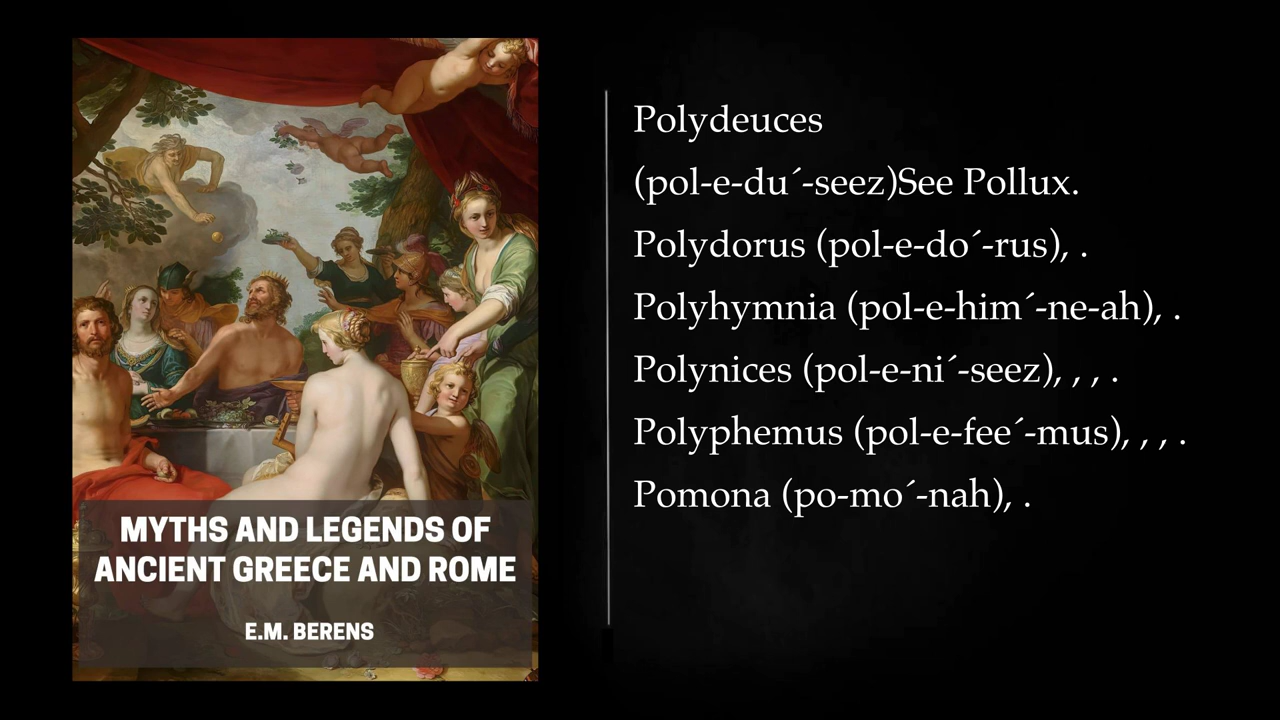 MYTHS AND LEGENDS OF
ANCIENT GREECE AND ROME
E.M. BERENS
Polydeuces
(pol-e-du´-seez)See Pollux.
Polydorus (pol-e-do´-rus), .
Polyhymnia (pol-e-him´-ne-ah), .
Polynices (pol-e-ni´-seez), , , .
Polyphemus (pol-e-fee´-mus), , , .
Pomona (po-mo´-nah), .